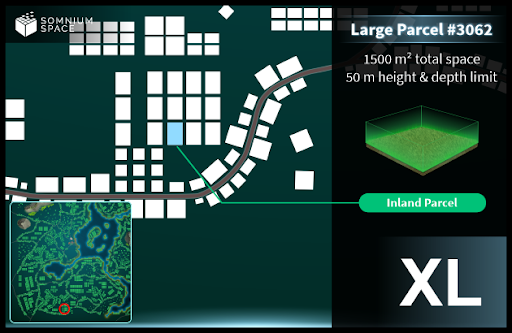 SOMNIUM
SPACE
Large Parcel #3062
1500 m² total space
50 m height & depth limit
Inland Parcel
XL